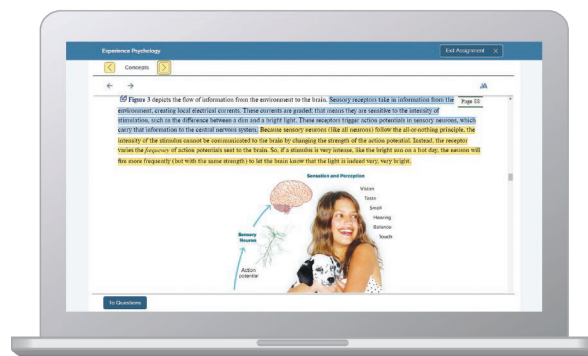 Experience Psychology
Exit Assignment X
< Concepts >
← →
Figure 3 depicts the flow of information from the environment to the brain. Sensory receptors take in information from the
Page 88
environment, creating local electrical currents. These currents are graded; that means they are sensitive to the intensity of
stimulation, such as the difference between a dim and a bright light. These receptors trigger action potentials in sensory neurons, which
carry that information to the central nervous system. Because sensory neurons (like all neurons) follow the all-or-nothing principle, the
intensity of the stimulus cannot be communicated to the brain by changing the strength of the action potential. Instead, the receptor
varies the frequency of action potentials sent to the brain. So, if a stimulus is very intense, like the bright sun on a hot day, the neuron will
fire more frequently (but with the same strength) to let the brain know that the light is indeed very, very bright.
Sensation and Perception
Vision
Taste
Smell
Hearing
Balance
Touch
Sensory
Neuron
Action
potential
To Questions